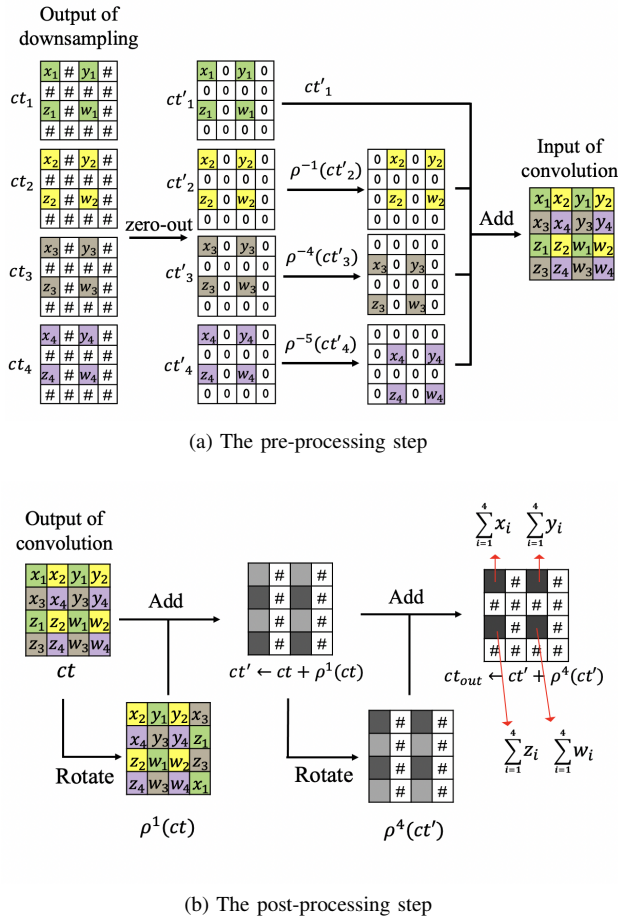 Output of
downsampling
ct₁
x₁ # y₁ #
# # # #
z₁ # w₁ #
# # # #
ct₂
x₂ # y₂ #
# # # #
z₂ # w₂ #
# # # #
ct₃
x₃ # y₃ #
# # # #
z₃ # w₃ #
# # # #
ct₄
x₄ # y₄ #
# # # #
z₄ # w₄ #
# # # #
zero-out
ct′₁
x₁ 0 y₁ 0
0 0 0 0
z₁ 0 w₁ 0
0 0 0 0
ct′₂
x₂ 0 y₂ 0
0 0 0 0
z₂ 0 w₂ 0
0 0 0 0
ct′₃
x₃ 0 y₃ 0
0 0 0 0
z₃ 0 w₃ 0
0 0 0 0
ct′₄
x₄ 0 y₄ 0
0 0 0 0
z₄ 0 w₄ 0
0 0 0 0
ct′₁
ρ⁻¹(ct′₂)
0 x₂ 0 y₂
0 0 0 0
0 z₂ 0 w₂
0 0 0 0
ρ⁻⁴(ct′₃)
0 0 0 0
x₃ 0 y₃ 0
0 0 0 0
z₃ 0 w₃ 0
ρ⁻⁵(ct′₄)
0 0 0 0
0 x₄ 0 y₄
0 0 0 0
0 z₄ 0 w₄
Add
Input of
convolution
x₁ x₂ y₁ y₂
x₃ x₄ y₃ y₄
z₁ z₂ w₁ w₂
z₃ z₄ w₃ w₄
(a) The pre-processing step
Output of
convolution
x₁ x₂ y₁ y₂
x₃ x₄ y₃ y₄
z₁ z₂ w₁ w₂
z₃ z₄ w₃ w₄
ct
Rotate
Add
x₂ y₁ y₂ x₃
x₄ y₃ y₄ z₁
z₂ w₁ w₂ z₃
z₄ w₃ w₄ x₁
ρ¹(ct)
# #
# #
# #
# #
ct′ ← ct + ρ¹(ct)
Rotate
Add
# #
# #
# #
# #
ρ⁴(ct′)
∑⁴ᵢ₌₁ xᵢ ∑⁴ᵢ₌₁ yᵢ
# #
# # # #
# #
# # # #
ct_out ← ct′ + ρ⁴(ct′)
∑⁴ᵢ₌₁ zᵢ ∑⁴ᵢ₌₁ wᵢ
(b) The post-processing step